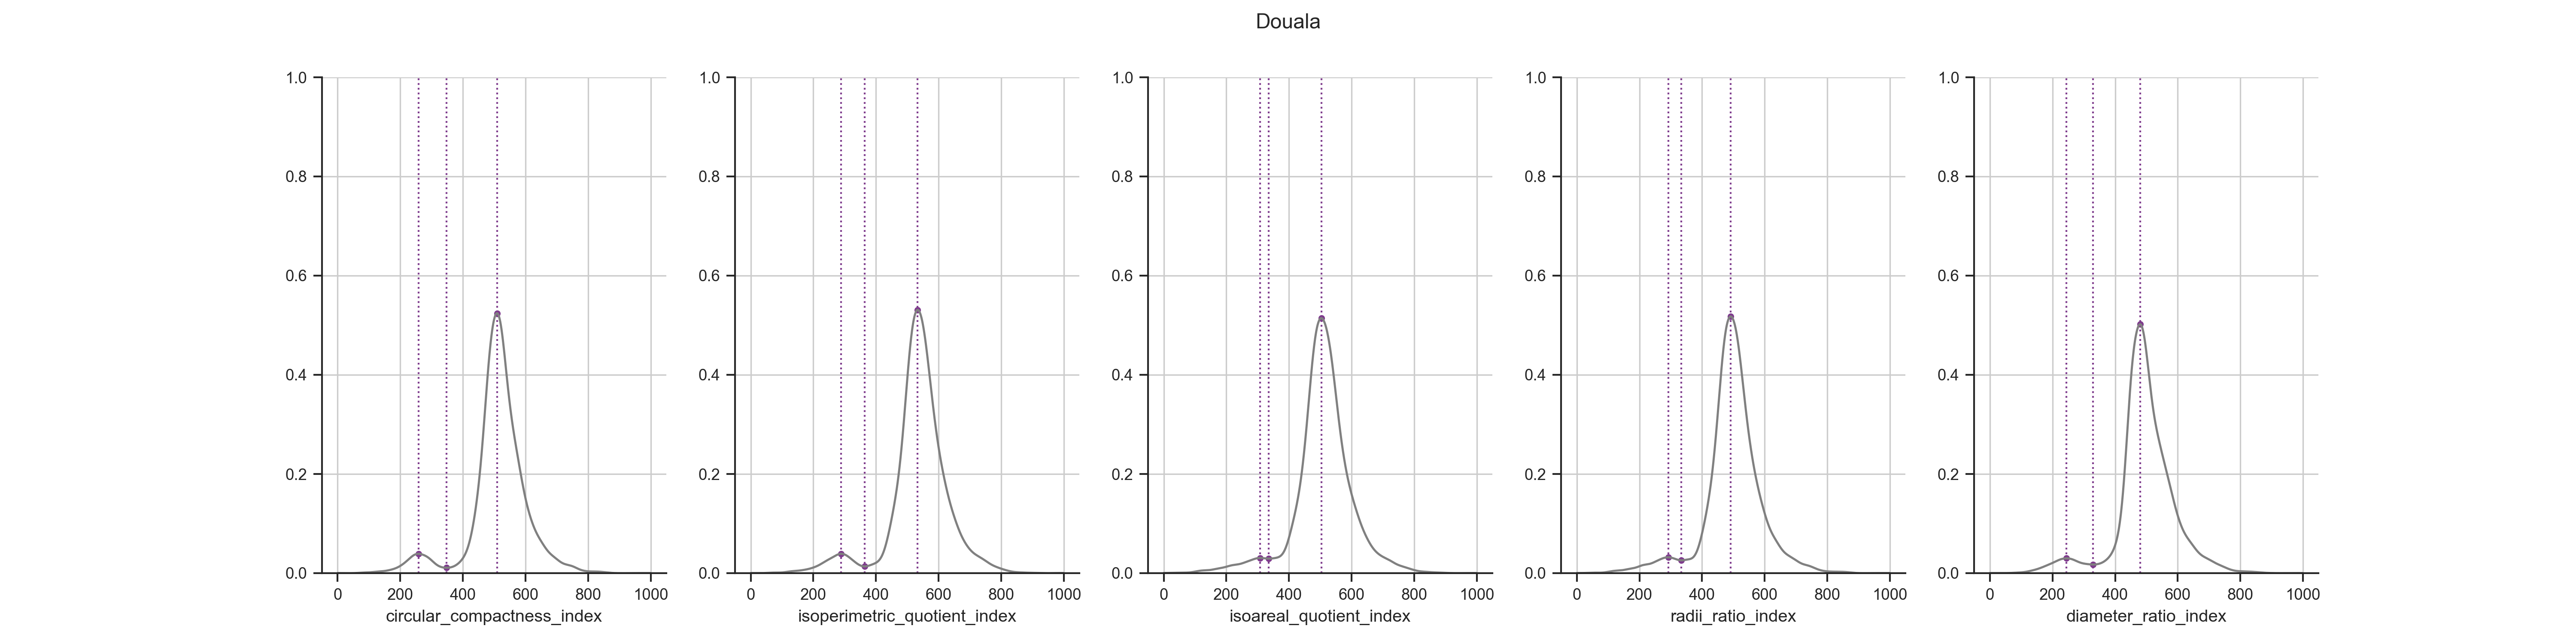 Douala
1.0 1.0 1.0 1.0 1.0
0.8 0.8 0.8 0.8 0.8
0.6 0.6 0.6 0.6 0.6
0.4 0.4 0.4 0.4 0.4
0.2 0.2 0.2 0.2 0.2
0.0 0.0 0.0 0.0 0.0
0 200 400 600 800 1000 0 200 400 600 800 1000 0 200 400 600 800 1000 0 200 400 600 800 1000 0 200 400 600 800 1000
circular_compactness_index isoperimetric_quotient_index isoareal_quotient_index radii_ratio_index diameter_ratio_index